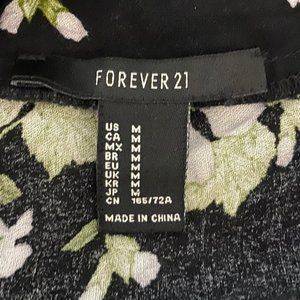 FOREVER 21
US M
CA M
MX M
BR M
EU M
UK M
KR M
JP M
CN 165/72A
MADE IN CHINA